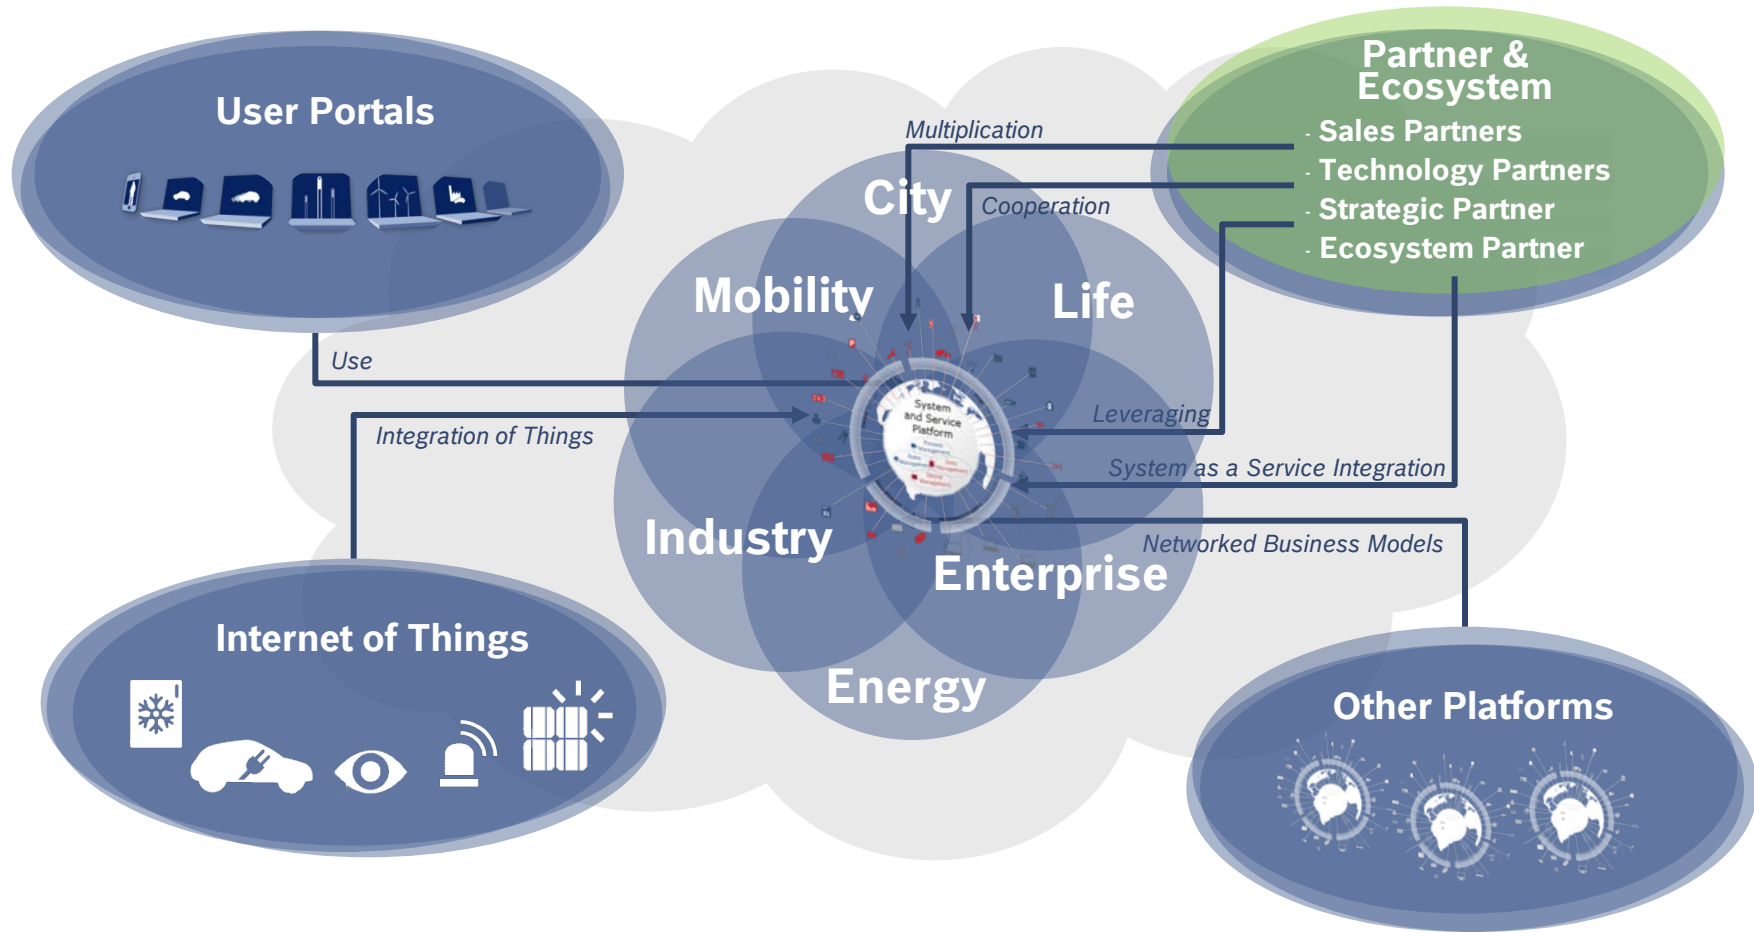 User Portals
Partner &
Ecosystem
- Sales Partners
- Technology Partners
- Strategic Partner
- Ecosystem Partner
Multiplication
City
Cooperation
Mobility
Life
Use
Integration of Things
System
and Service
Platform
Leveraging
System as a Service Integration
Industry
Networked Business Models
Enterprise
Energy
Internet of Things
Other Platforms